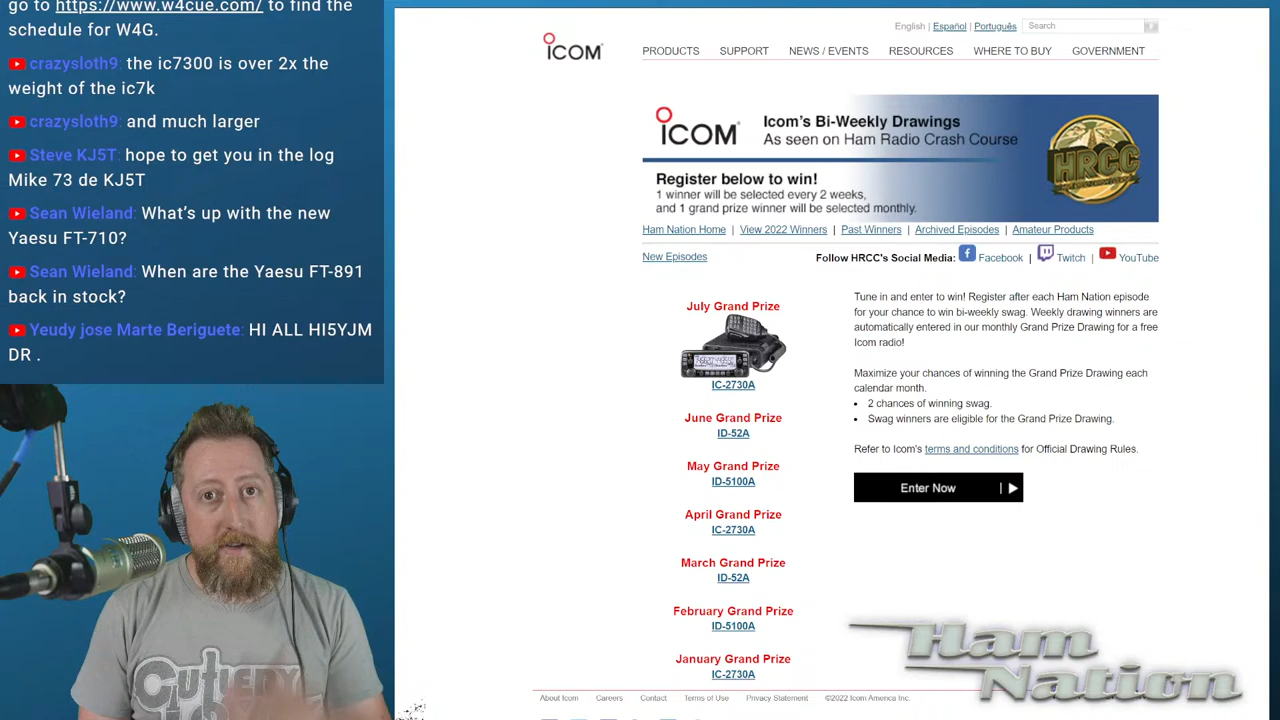 go to https://www.w4cue.com/ to find the
schedule for W4G.
crazysloth9: the ic7300 is over 2x the
weight of the ic7k
crazysloth9: and much larger
Steve KJ5T: hope to get you in the log
Mike 73 de KJ5T
Sean Wieland: What's up with the new
Yaesu FT-710?
Sean Wieland: When are the Yaesu FT-891
back in stock?
Yeudy jose Marte Beriguete: HI ALL HI5YJM
DR .
English | Español | Português
Search
ICOM
PRODUCTS SUPPORT NEWS / EVENTS RESOURCES WHERE TO BUY GOVERNMENT
ICOM
Icom's Bi-Weekly Drawings
As seen on Ham Radio Crash Course
HRCC
Register below to win!
1 winner will be selected every 2 weeks,
and 1 grand prize winner will be selected monthly.
Ham Nation Home | View 2022 Winners | Past Winners | Archived Episodes | Amateur Products
New Episodes
Follow HRCC's Social Media: Facebook | Twitch | YouTube
July Grand Prize
IC-2730A
June Grand Prize
ID-52A
May Grand Prize
ID-5100A
April Grand Prize
IC-2730A
March Grand Prize
ID-52A
February Grand Prize
ID-5100A
January Grand Prize
IC-2730A
Tune in and enter to win! Register after each Ham Nation episode
for your chance to win bi-weekly swag. Weekly drawing winners are
automatically entered in our monthly Grand Prize Drawing for a free
Icom radio!
Maximize your chances of winning the Grand Prize Drawing each
calendar month.
• 2 chances of winning swag.
• Swag winners are eligible for the Grand Prize Drawing.
Refer to Icom's terms and conditions for Official Drawing Rules.
Enter Now
Ham
Nation
About Icom Careers Contact Terms of Use Privacy Statement ©2022 Icom America Inc.